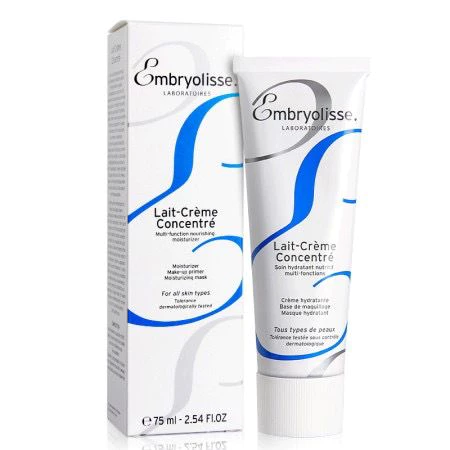 Embryolisse.
LABORATOIRES
Lait-Crème
Concentré
Multi-function nourishing
moisturizer
Moisturizer
Make-up primer
Moisturizing mask
For all skin types
Tolerance
dermatologically tested
℮ 75 ml - 2.54 Fl.OZ
Embryolisse.
LABORATOIRES
Lait-Crème
Concentré
Soin hydratant nutritif
multi-fonctions
Crème hydratante
Base de maquillage
Masque hydratant
Tous types de peaux
Tolérance testée sous contrôle
dermatologique